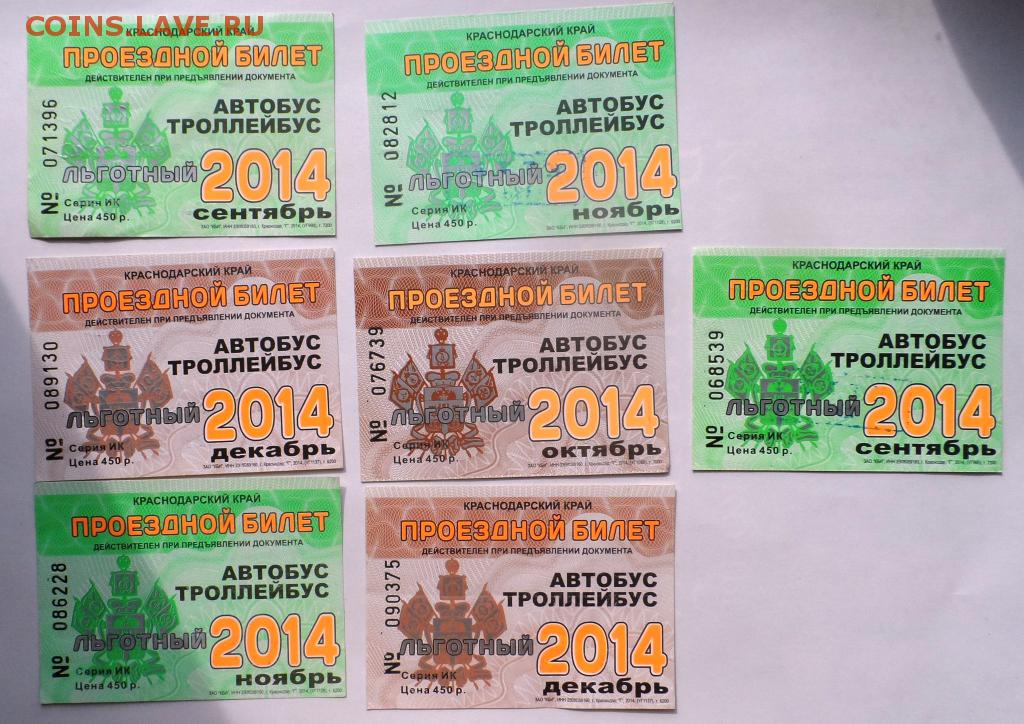 COINS.LAVE.RU
КРАСНОДАРСКИЙ КРАЙ
ПРОЕЗДНОЙ БИЛЕТ
ДЕЙСТВИТЕЛЕН ПРИ ПРЕДЪЯВЛЕНИИ ДОКУМЕНТА
АВТОБУС
ТРОЛЛЕЙБУС
№ 071396
ЛЬГОТНЫЙ
2014
Серия ИК
Цена 450 р.
сентябрь
КРАСНОДАРСКИЙ КРАЙ
ПРОЕЗДНОЙ БИЛЕТ
ДЕЙСТВИТЕЛЕН ПРИ ПРЕДЪЯВЛЕНИИ ДОКУМЕНТА
АВТОБУС
ТРОЛЛЕЙБУС
№ 082812
ЛЬГОТНЫЙ
2014
Серия ИК
Цена 450 р.
ноябрь
КРАСНОДАРСКИЙ КРАЙ
ПРОЕЗДНОЙ БИЛЕТ
ДЕЙСТВИТЕЛЕН ПРИ ПРЕДЪЯВЛЕНИИ ДОКУМЕНТА
АВТОБУС
ТРОЛЛЕЙБУС
№ 089130
ЛЬГОТНЫЙ
2014
Серия ИК
Цена 450 р.
декабрь
КРАСНОДАРСКИЙ КРАЙ
ПРОЕЗДНОЙ БИЛЕТ
ДЕЙСТВИТЕЛЕН ПРИ ПРЕДЪЯВЛЕНИИ ДОКУМЕНТА
АВТОБУС
ТРОЛЛЕЙБУС
№ 076739
ЛЬГОТНЫЙ
2014
Серия ИК
Цена 450 р.
октябрь
КРАСНОДАРСКИЙ КРАЙ
ПРОЕЗДНОЙ БИЛЕТ
ДЕЙСТВИТЕЛЕН ПРИ ПРЕДЪЯВЛЕНИИ ДОКУМЕНТА
АВТОБУС
ТРОЛЛЕЙБУС
№ 068539
ЛЬГОТНЫЙ
2014
Серия ИК
Цена 450 р.
сентябрь
КРАСНОДАРСКИЙ КРАЙ
ПРОЕЗДНОЙ БИЛЕТ
ДЕЙСТВИТЕЛЕН ПРИ ПРЕДЪЯВЛЕНИИ ДОКУМЕНТА
АВТОБУС
ТРОЛЛЕЙБУС
№ 086228
ЛЬГОТНЫЙ
2014
Серия ИК
Цена 450 р.
ноябрь
КРАСНОДАРСКИЙ КРАЙ
ПРОЕЗДНОЙ БИЛЕТ
ДЕЙСТВИТЕЛЕН ПРИ ПРЕДЪЯВЛЕНИИ ДОКУМЕНТА
АВТОБУС
ТРОЛЛЕЙБУС
№ 090375
ЛЬГОТНЫЙ
2014
Серия ИК
Цена 450 р.
декабрь